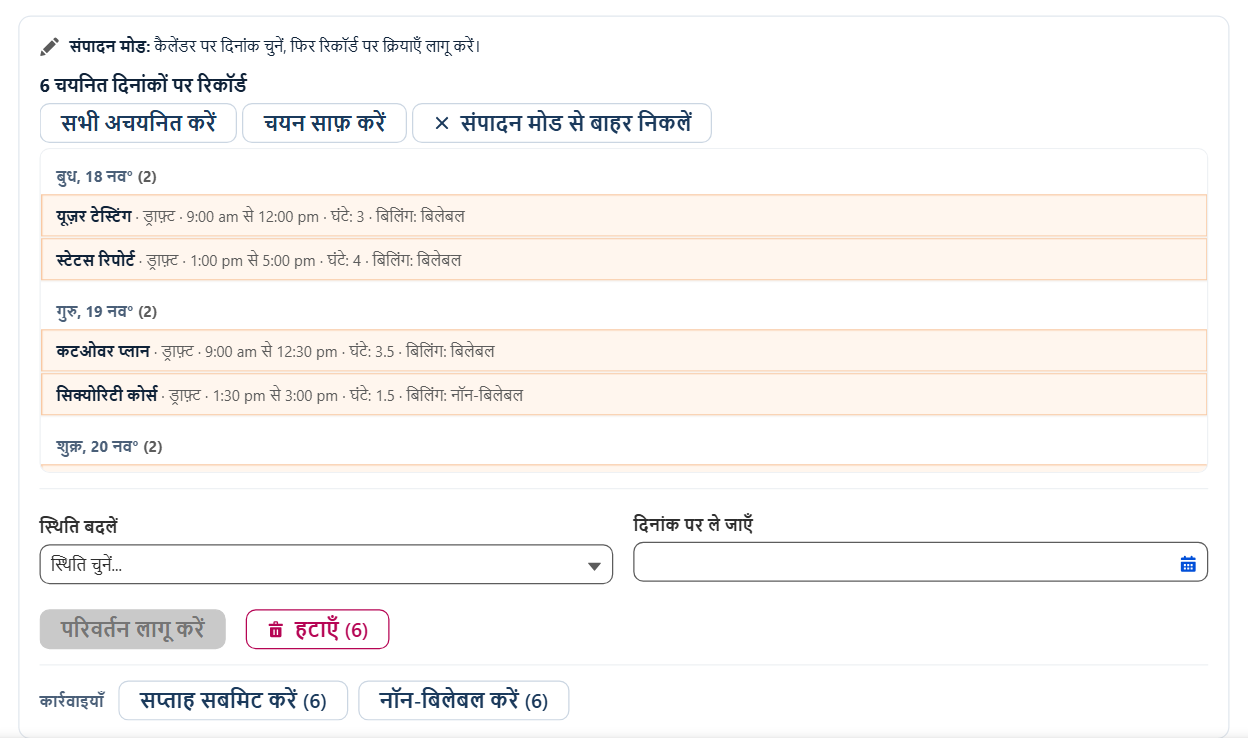 संपादन मोड: कैलेंडर पर दिनांक चुनें, फिर रिकॉर्ड पर क्रियाएँ लागू करें।
6 चयनित दिनांकों पर रिकॉर्ड
सभी अचयनित करें चयन साफ़ करें × संपादन मोड से बाहर निकलें
बुध, 18 नव॰ (2)
यूज़र टेस्टिंग · ड्राफ़्ट · 9:00 am से 12:00 pm · घंटे: 3 · बिलिंग: बिलेबल
स्टेटस रिपोर्ट · ड्राफ़्ट · 1:00 pm से 5:00 pm · घंटे: 4 · बिलिंग: बिलेबल
गुरु, 19 नव॰ (2)
कटओवर प्लान · ड्राफ़्ट · 9:00 am से 12:30 pm · घंटे: 3.5 · बिलिंग: बिलेबल
सिक्योरिटी कोर्स · ड्राफ़्ट · 1:30 pm से 3:00 pm · घंटे: 1.5 · बिलिंग: नॉन-बिलेबल
शुक्र, 20 नव॰ (2)
स्थिति बदलें दिनांक पर ले जाएँ
स्थिति चुनें...
परिवर्तन लागू करें हटाएँ (6)
कार्रवाइयाँ सप्ताह सबमिट करें (6) नॉन-बिलेबल करें (6)